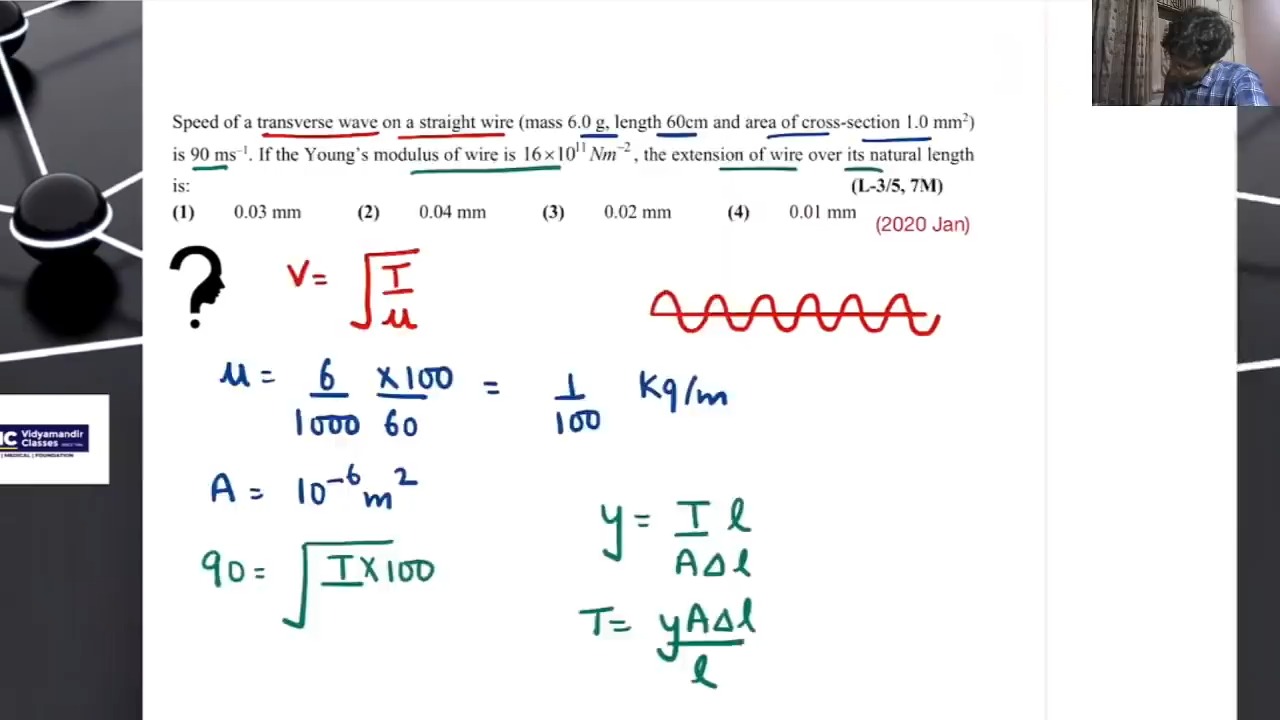 Speed of a transverse wave on a straight wire (mass 6.0 g, length 60cm and area of cross-section 1.0 mm²)
is 90 ms⁻¹. If the Young's modulus of wire is 16×10¹¹ Nm⁻², the extension of wire over its natural length
is: (L-3/5, 7M)
(1) 0.03 mm (2) 0.04 mm (3) 0.02 mm (4) 0.01 mm
(2020 Jan)
V = √(T/μ)
μ = 6/1000 ×100/60 = 1/100 Kg/m
Vidyamandir
Classes
| MEDICAL | FOUNDATION
A = 10⁻⁶ m²
y = T l / A Δl
90 = √(T×100)
T = yAΔl / l